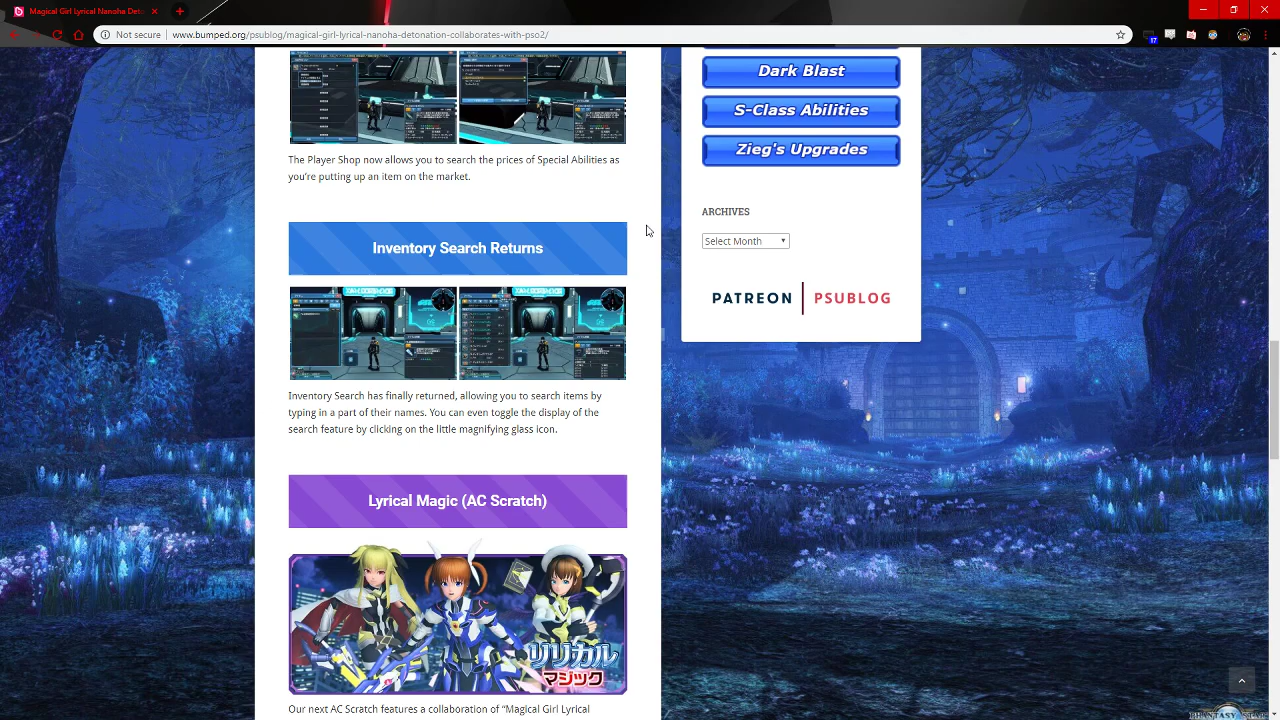 Magical Girl Lyrical Nanoha Deto
Not secure
www.bumped.org/psublog/magical-girl-lyrical-nanoha-detonation-collaborates-with-pso2/
17
The Player Shop now allows you to search the prices of Special Abilities as
you're putting up an item on the market.
Inventory Search Returns
Inventory Search has finally returned, allowing you to search items by
typing in a part of their names. You can even toggle the display of the
search feature by clicking on the little magnifying glass icon.
Lyrical Magic (AC Scratch)
リリカル
マジック
Our next AC Scratch features a collaboration of “Magical Girl Lyrical
Dark Blast
S-Class Abilities
Zieg's Upgrades
ARCHIVES
Select Month
PATREON
PSUBLOG